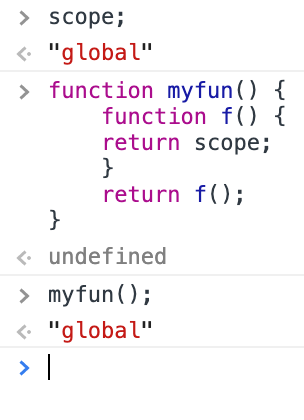 > scope;
<· "global"
> function myfun() {
    function f() {
    return scope;
    }
    return f();
}
<· undefined
> myfun();
<· "global"
>